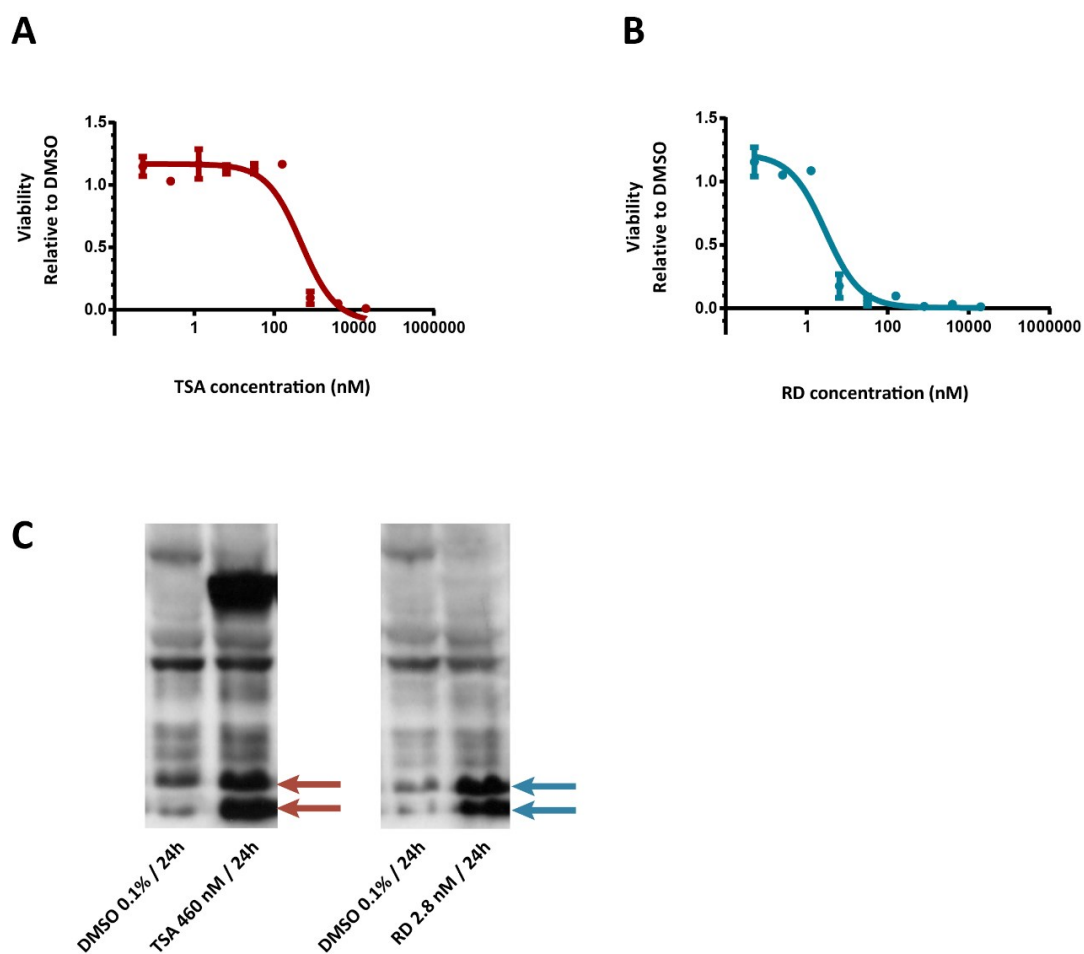 A
B
1.5
1.0
0.5
0.0
Viability
Relative to DMSO
1 100 10000 1000000
TSA concentration (nM)
1.5
1.0
0.5
0.0
Viability
Relative to DMSO
1 100 10000 1000000
RD concentration (nM)
C
DMSO 0.1% / 24h
TSA 460 nM / 24h
DMSO 0.1% / 24h
RD 2.8 nM / 24h